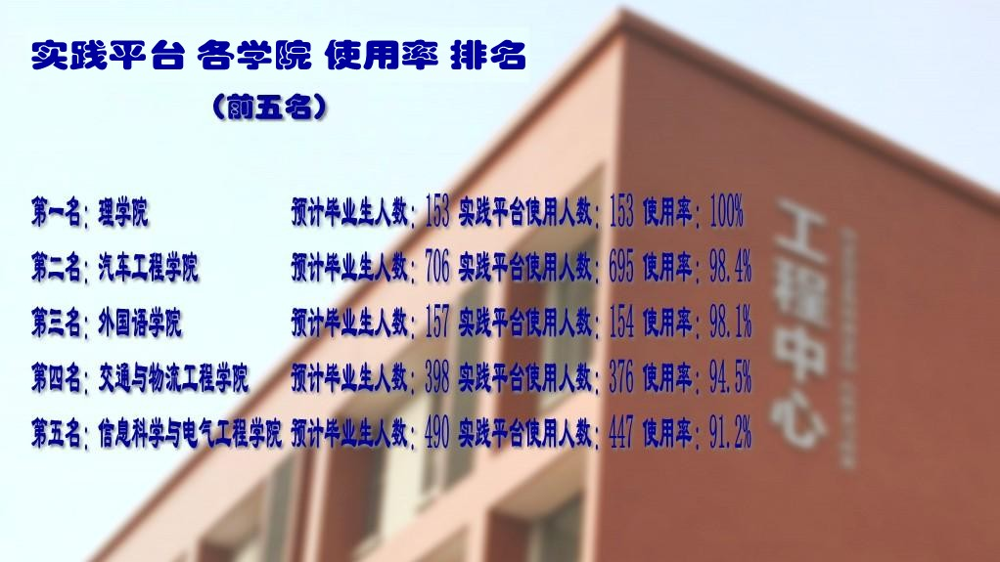 实践平台 各学院 使用率 排名
(前五名)
第一名: 理学院 预计毕业生人数: 153 实践平台使用人数: 153 使用率: 100%
第二名: 汽车工程学院 预计毕业生人数: 706 实践平台使用人数: 695 使用率: 98.4%
第三名: 外国语学院 预计毕业生人数: 157 实践平台使用人数: 154 使用率: 98.1%
第四名: 交通与物流工程学院 预计毕业生人数: 398 实践平台使用人数: 376 使用率: 94.5%
第五名: 信息科学与电气工程学院 预计毕业生人数: 490 实践平台使用人数: 447 使用率: 91.2%
工程中心